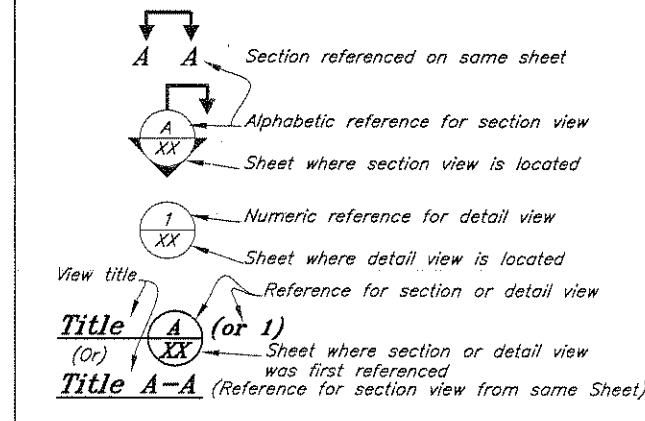 A A Section referenced on same sheet
A Alphabetic reference for section view
XX Sheet where section view is located
1 Numeric reference for detail view
XX Sheet where detail view is located
View title
Reference for section or detail view
Title A (or 1)
(Or) XX Sheet where section or detail view
was first referenced
Title A-A (Reference for section view from same Sheet)